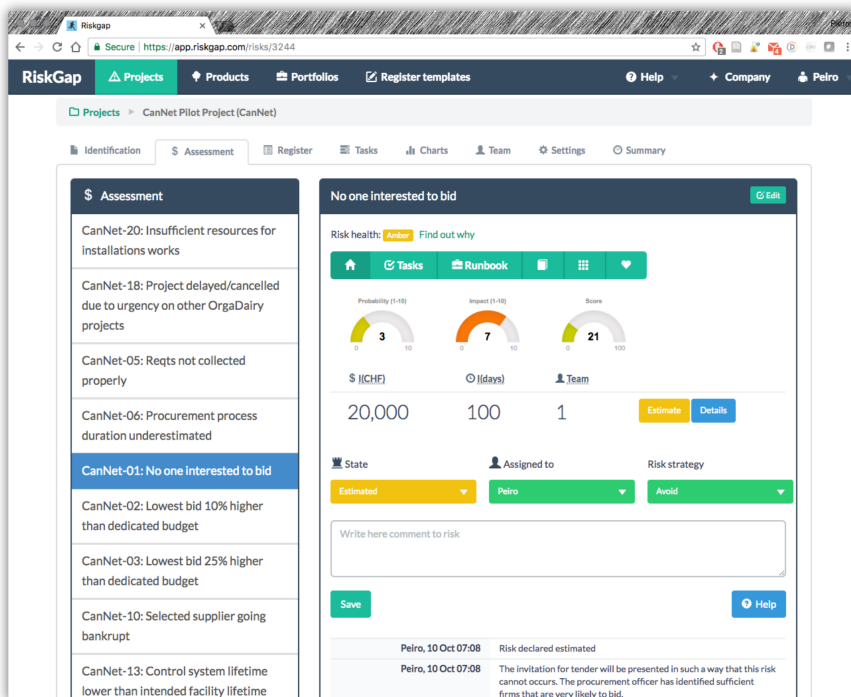 Riskgap
Secure | https://app.riskgap.com/risks/3244
RiskGap Projects Products Portfolios Register templates Help Company Peiro
Projects CanNet Pilot Project (CanNet)
Identification $ Assessment Register Tasks Charts Team Settings Summary
$ Assessment
CanNet-20: Insufficient resources for
installations works
CanNet-18: Project delayed/cancelled
due to urgency on other OrgaDairy
projects
CanNet-05: Reqts not collected
properly
CanNet-06: Procurement process
duration underestimated
CanNet-01: No one interested to bid
CanNet-02: Lowest bid 10% higher
than dedicated budget
CanNet-03: Lowest bid 25% higher
than dedicated budget
CanNet-10: Selected supplier going
bankrupt
CanNet-13: Control system lifetime
lower than intended facility lifetime
No one interested to bid Edit
Risk health: Amber Find out why
Tasks Runbook
Probability (1-10) Impact (1-10) Score
3 7 21
0 10 0 10 0 100
$ I(CHF) I(days) Team
20,000 100 1 Estimate Details
State Assigned to Risk strategy
Estimated Peiro Avoid
Write here comment to risk
Save Help
Peiro, 10 Oct 07:08 Risk declared estimated
Peiro, 10 Oct 07:08 The invitation for tender will be presented in such a way that this risk
cannot occurs. The procurement officer has identified sufficient
firms that are very likely to bid.